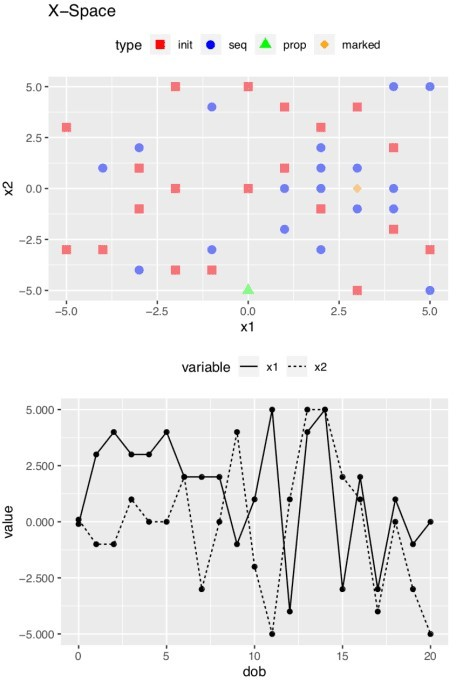 X-Space
type init seq prop marked
5.0
2.5
0.0
−2.5
−5.0
x2
−5.0 −2.5 0.0 2.5 5.0
x1
variable x1 x2
5.000
2.500
0.000
−2.500
−5.000
value
0 5 10 15 20
dob